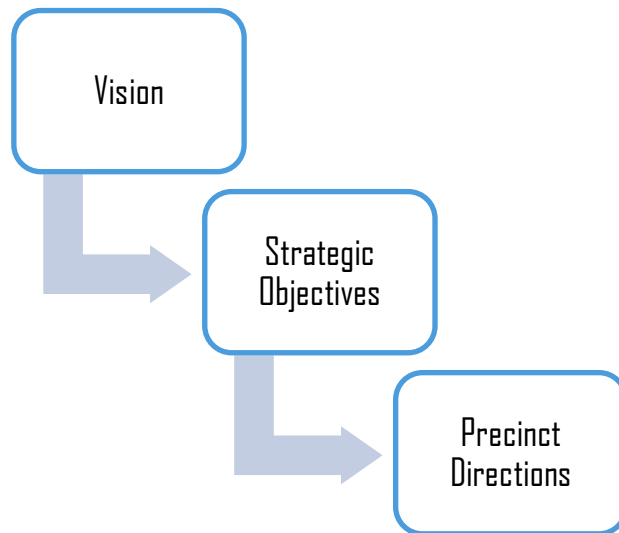 Vision
Strategic
Objectives
Precinct
Directions